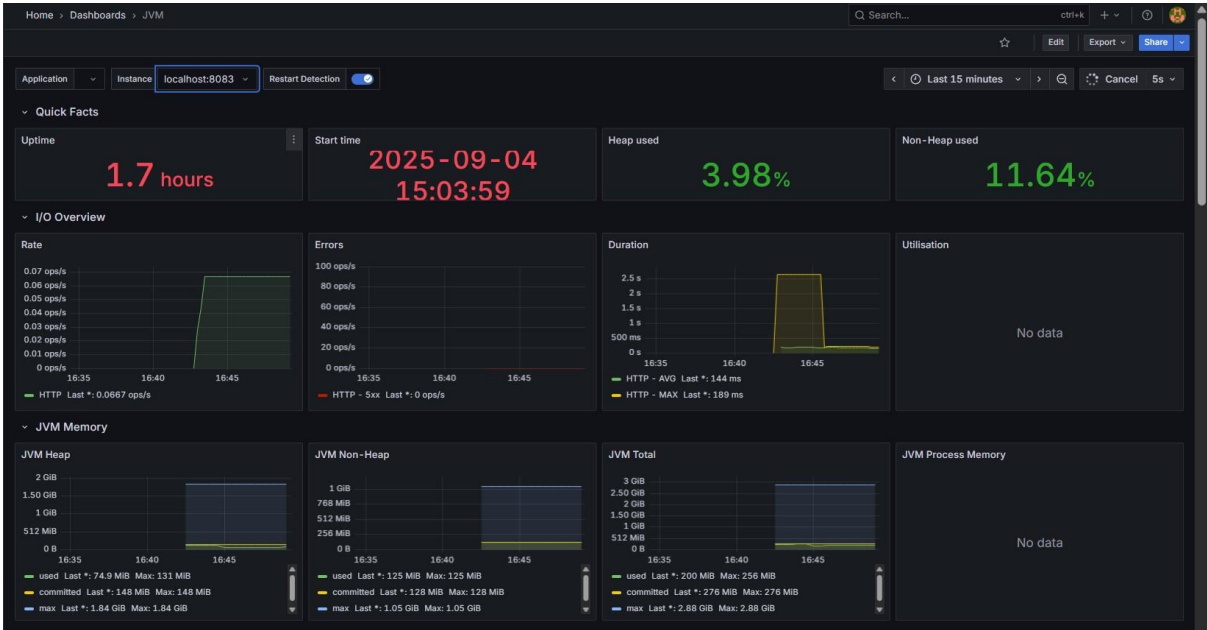 Home › Dashboards › JVM
Search...
ctrl+k
Edit
Export
Share
Application
Instance
localhost:8083
Restart Detection
Last 15 minutes
Cancel
5s
Quick Facts
Uptime
1.7 hours
Start time
2025-09-04
15:03:59
Heap used
3.98%
Non-Heap used
11.64%
I/O Overview
Rate
0.07 ops/s
0.06 ops/s
0.05 ops/s
0.04 ops/s
0.03 ops/s
0.02 ops/s
0.01 ops/s
0 ops/s
16:35 16:40 16:45
HTTP Last *: 0.0667 ops/s
Errors
100 ops/s
80 ops/s
60 ops/s
40 ops/s
20 ops/s
0 ops/s
16:35 16:40 16:45
HTTP - 5xx Last *: 0 ops/s
Duration
2.5 s
2 s
1.5 s
1 s
500 ms
0 s
16:35 16:40 16:45
HTTP - AVG Last *: 144 ms
HTTP - MAX Last *: 189 ms
Utilisation
No data
JVM Memory
JVM Heap
2 GiB
1.50 GiB
1 GiB
512 MiB
0 B
16:35 16:40 16:45
used Last *: 74.9 MiB Max: 131 MiB
committed Last *: 148 MiB Max: 148 MiB
max Last *: 1.84 GiB Max: 1.84 GiB
JVM Non-Heap
1 GiB
768 MiB
512 MiB
256 MiB
0 B
16:35 16:40 16:45
used Last *: 125 MiB Max: 125 MiB
committed Last *: 128 MiB Max: 128 MiB
max Last *: 1.05 GiB Max: 1.05 GiB
JVM Total
3 GiB
2.50 GiB
2 GiB
1.50 GiB
1 GiB
512 MiB
0 B
16:35 16:40 16:45
used Last *: 200 MiB Max: 256 MiB
committed Last *: 276 MiB Max: 276 MiB
max Last *: 2.88 GiB Max: 2.88 GiB
JVM Process Memory
No data